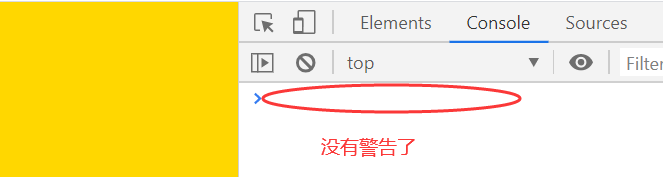 Elements Console Sources
top Filter
没有警告了